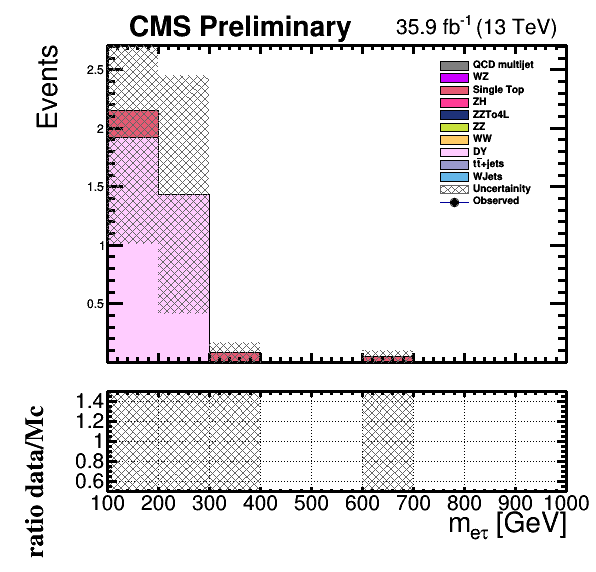 CMS Preliminary
35.9 fb⁻¹ (13 TeV)
Events
2.5
2
1.5
1
0.5
QCD multijet
WZ
Single Top
ZH
ZZTo4L
ZZ
WW
DY
tt̄+jets
WJets
Uncertainity
Observed
ratio data/Mc
1.4
1.2
1
0.8
0.6
100 200 300 400 500 600 700 800 900 1000
m_eτ [GeV]